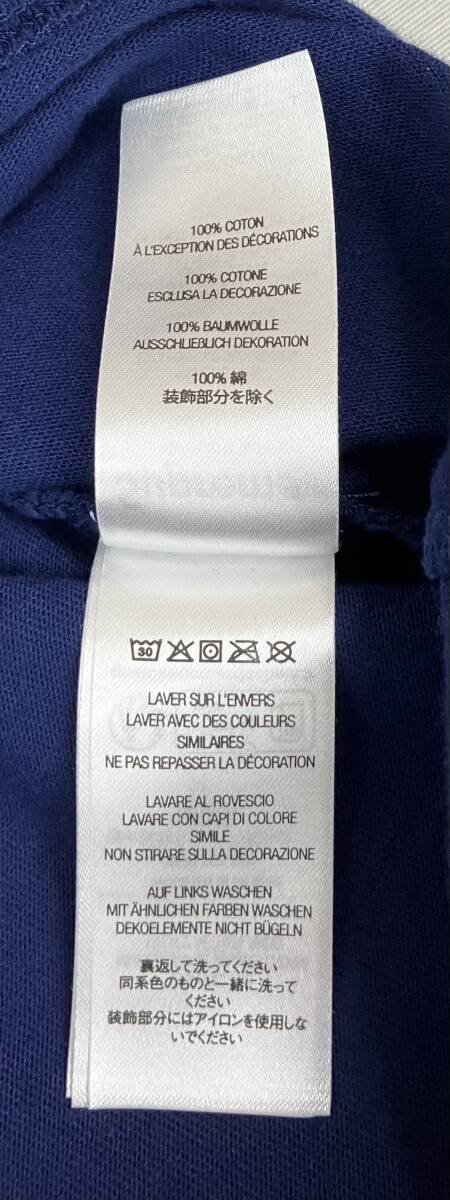 100% COTON
À L'EXCEPTION DES DÉCORATIONS
100% COTONE
ESCLUSA LA DECORAZIONE
100% BAUMWOLLE
AUSSCHLIEßLICH DEKORATION
100% 綿
装飾部分を除く
30
LAVER SUR L'ENVERS
LAVER AVEC DES COULEURS
SIMILAIRES
NE PAS REPASSER LA DÉCORATION
LAVARE AL ROVESCIO
LAVARE CON CAPI DI COLORE
SIMILE
NON STIRARE SULLA DECORAZIONE
AUF LINKS WASCHEN
MIT ÄHNLICHEN FARBEN WASCHEN
DEKOELEMENTE NICHT BÜGELN
裏返して洗ってください
同系色のものと一緒に洗って
ください
装飾部分にはアイロンを使用しな
いでください